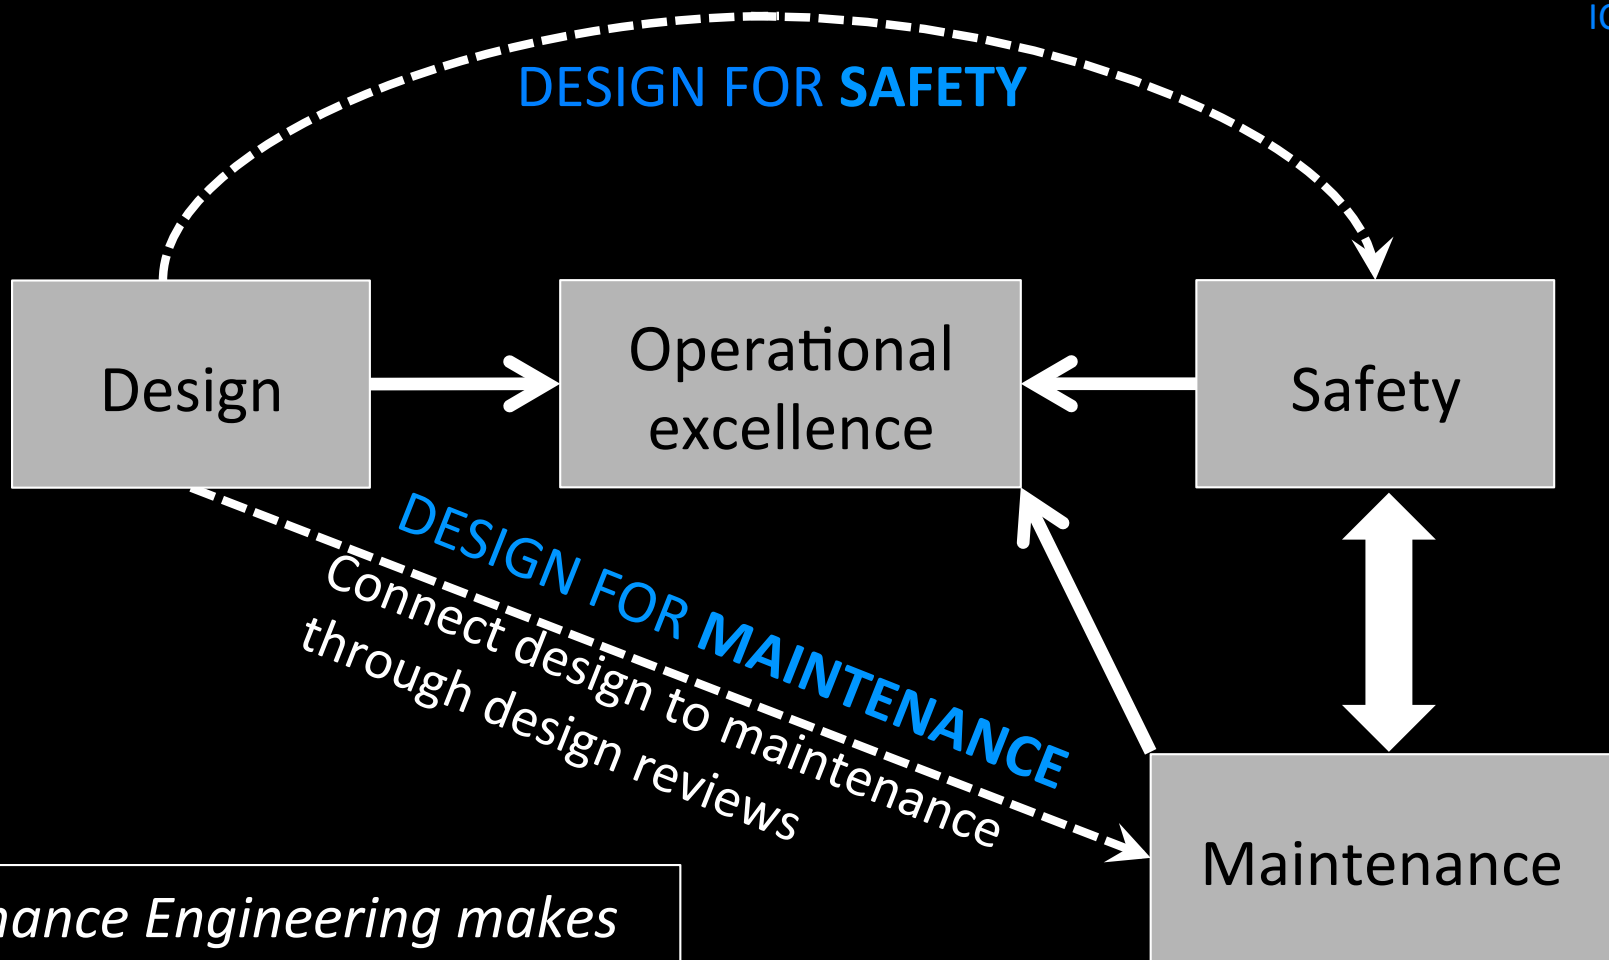 DESIGN FOR SAFETY
Design
Operational
excellence
Safety
DESIGN FOR MAINTENANCE
Connect design to maintenance
through design reviews
Maintenance
Engineering makes